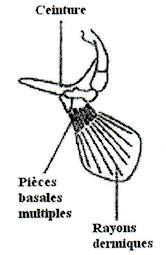 Ceinture
Pièces
basales
multiples
Rayons
dermiques